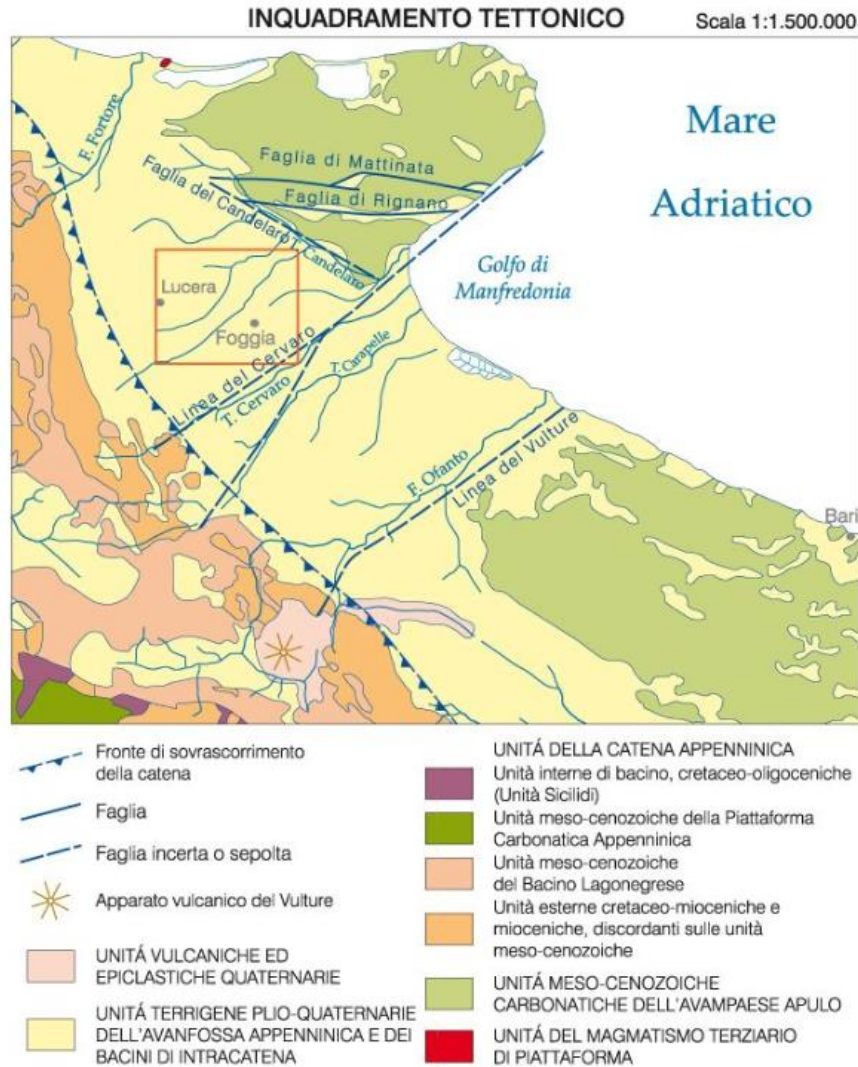 INQUADRAMENTO TETTONICO
Scala 1:1.500.000
Mare
Adriatico
F. Fortore
Faglia di Mattinata
Faglia di Rignano
Faglia del Candelaro
T. Candelaro
Golfo di
Manfredonia
Lucera
Foggia
Linea del Cervaro
T. Cervaro
T. Carapelle
F. Ofanto
Linea del Vulture
Bari
Fronte di sovrascorrimento
della catena
Faglia
Faglia incerta o sepolta
Apparato vulcanico del Vulture
UNITÁ VULCANICHE ED
EPICLASTICHE QUATERNARIE
UNITÁ TERRIGENE PLIO-QUATERNARIE
DELL'AVANFOSSA APPENNINICA E DEI
BACINI DI INTRACATENA
UNITÁ DELLA CATENA APPENNINICA
Unità interne di bacino, cretaceo-oligoceniche
(Unità Sicilidi)
Unità meso-cenozoiche della Piattaforma
Carbonatica Appenninica
Unità meso-cenozoiche
del Bacino Lagonegrese
Unità esterne cretaceo-mioceniche e
mioceniche, discordanti sulle unità
meso-cenozoiche
UNITÁ MESO-CENOZOICHE
CARBONATICHE DELL'AVAMPAESE APULO
UNITÁ DEL MAGMATISMO TERZIARIO
DI PIATTAFORMA